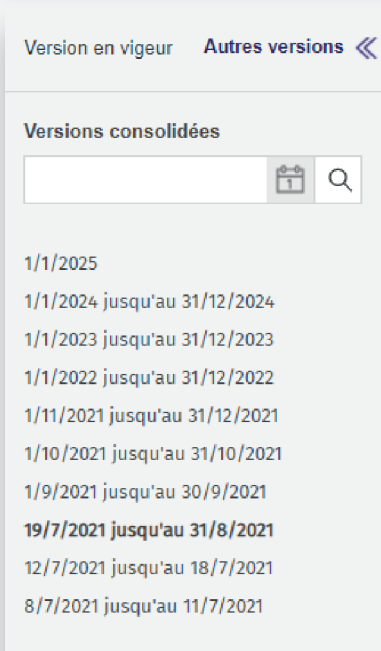 Version en vigeur Autres versions
Versions consolidées
1
1/1/2025
1/1/2024 jusqu'au 31/12/2024
1/1/2023 jusqu'au 31/12/2023
1/1/2022 jusqu'au 31/12/2022
1/11/2021 jusqu'au 31/12/2021
1/10/2021 jusqu'au 31/10/2021
1/9/2021 jusqu'au 30/9/2021
19/7/2021 jusqu'au 31/8/2021
12/7/2021 jusqu'au 18/7/2021
8/7/2021 jusqu'au 11/7/2021